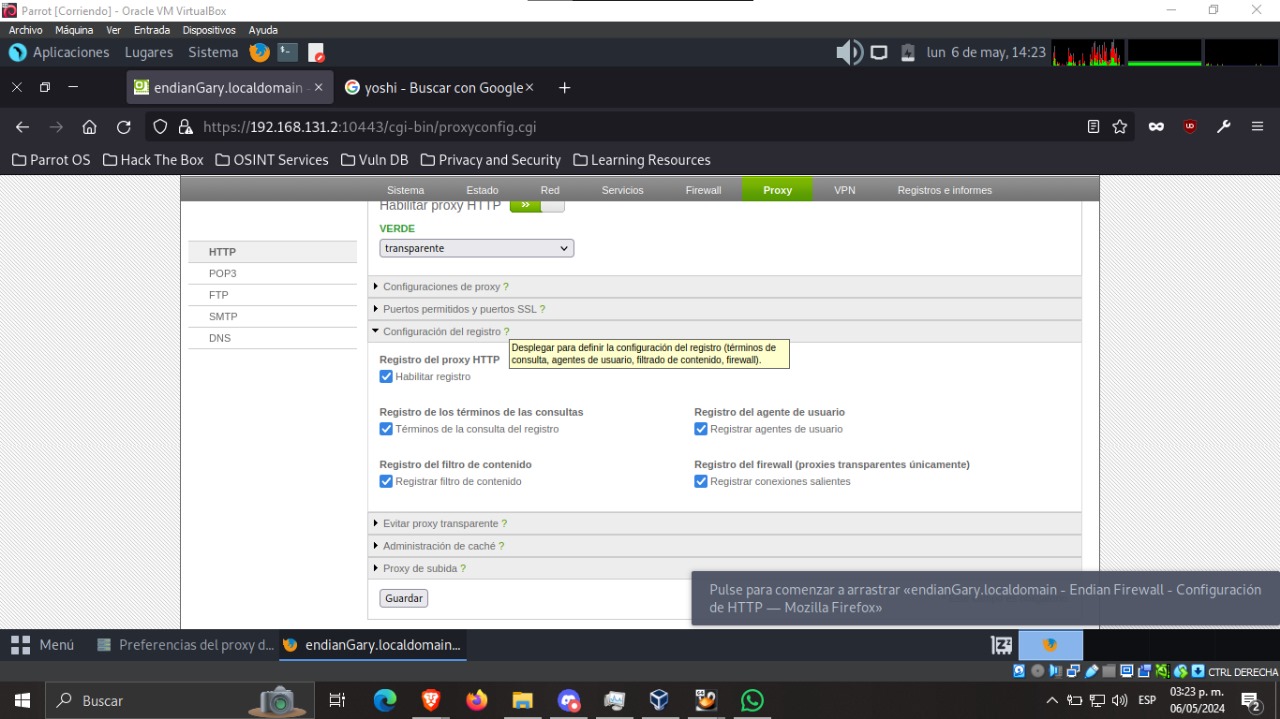 Parrot [Corriendo] - Oracle VM VirtualBox
Archivo Máquina Ver Entrada Dispositivos Ayuda
Aplicaciones Lugares Sistema
lun 6 de may, 14:23
endianGary.localdomain -
yoshi - Buscar con Google
https://192.168.131.2:10443/cgi-bin/proxyconfig.cgi
Parrot OS Hack The Box OSINT Services Vuln DB Privacy and Security Learning Resources
Sistema Estado Red Servicios Firewall Proxy VPN Registros e informes
HTTP
POP3
FTP
SMTP
DNS
Habilitar proxy HTTP »
VERDE
transparente
Configuraciones de proxy ?
Puertos permitidos y puertos SSL ?
Configuración del registro ?
Desplegar para definir la configuración del registro (términos de
consulta, agentes de usuario, filtrado de contenido, firewall).
Registro del proxy HTTP
Habilitar registro
Registro de los términos de las consultas
Términos de la consulta del registro
Registro del agente de usuario
Registrar agentes de usuario
Registro del filtro de contenido
Registrar filtro de contenido
Registro del firewall (proxies transparentes únicamente)
Registrar conexiones salientes
Evitar proxy transparente ?
Administración de caché ?
Proxy de subida ?
Guardar
Pulse para comenzar a arrastrar «endianGary.localdomain - Endian Firewall - Configuración
de HTTP — Mozilla Firefox»
Menú Preferencias del proxy d... endianGary.localdomain...
CTRL DERECHA
Buscar
ESP
03:23 p. m.
06/05/2024
2